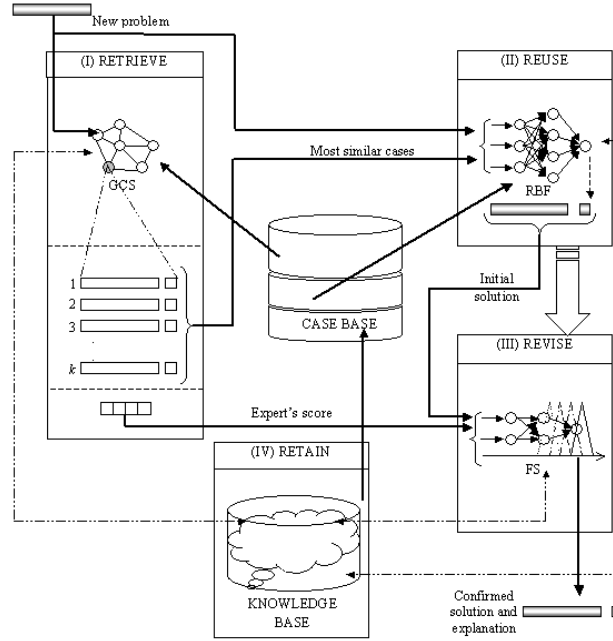 New problem
(I) RETRIEVE
(II) REUSE
GCS
Most similar cases
RBF
1
2
3
k
CASE BASE
Initial
solution
(III) REVISE
Expert's score
FS
(IV) RETAIN
KNOWLEDGE
BASE
Confirmed
solution and
explanation